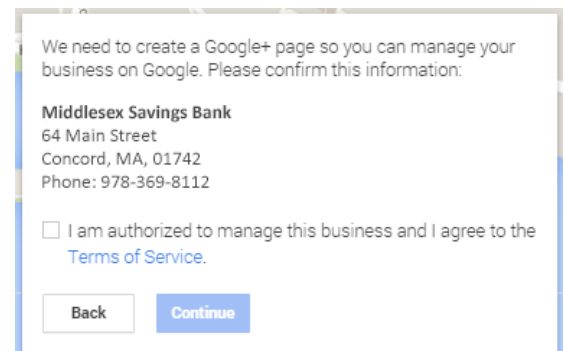 We need to create a Google+ page so you can manage your
business on Google. Please confirm this information:
Middlesex Savings Bank
64 Main Street
Concord, MA, 01742
Phone: 978-369-8112
I am authorized to manage this business and I agree to the
Terms of Service.
Back Continue